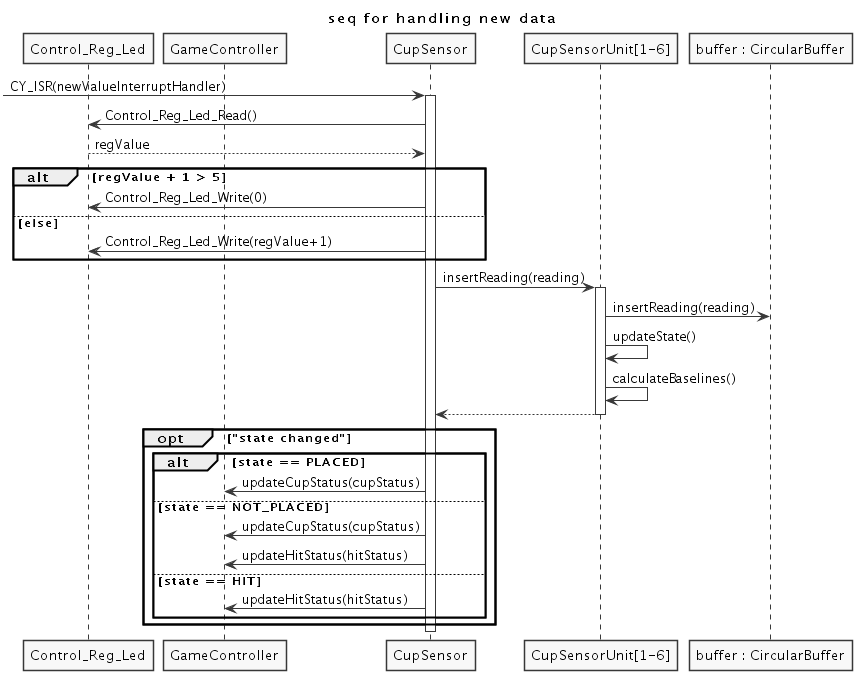 seq for handling new data
Control_Reg_Led GameController CupSensor CupSensorUnit[1-6] buffer : CircularBuffer
CY_ISR(newValueInterruptHandler)
Control_Reg_Led_Read()
regValue
alt [regValue + 1 > 5]
Control_Reg_Led_Write(0)
[else]
Control_Reg_Led_Write(regValue+1)
insertReading(reading)
insertReading(reading)
updateState()
calculateBaselines()
opt ["state changed"]
alt [state == PLACED]
updateCupStatus(cupStatus)
[state == NOT_PLACED]
updateCupStatus(cupStatus)
updateHitStatus(hitStatus)
[state == HIT]
updateHitStatus(hitStatus)
Control_Reg_Led GameController CupSensor CupSensorUnit[1-6] buffer : CircularBuffer